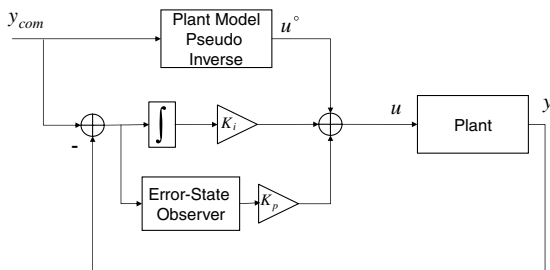 y_com
Plant Model
Pseudo
Inverse
u°
-
∫
K_i
u
Plant
y
Error-State
Observer
K_p